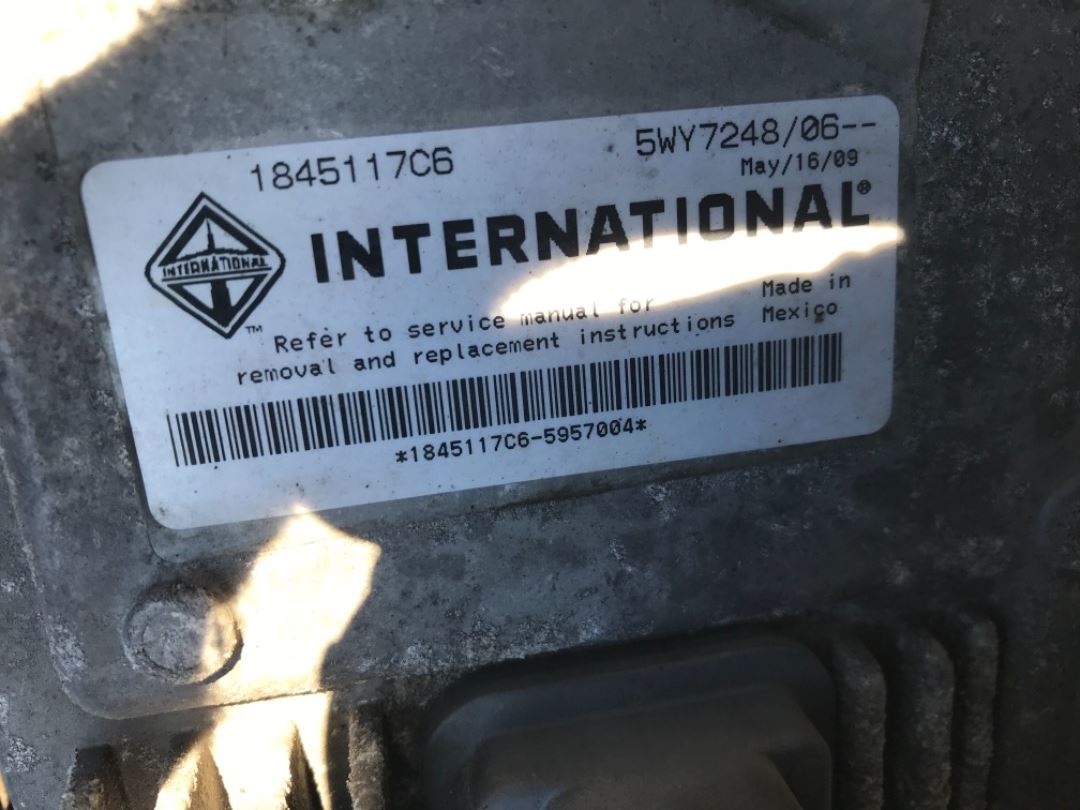 1845117C6
5WY7248/06--
May/16/09
INTERNATIONAL
INTERNATIONAL®
Refer to service manual for
removal and replacement instructions
Made in
Mexico
*1845117C6-5957004*
™